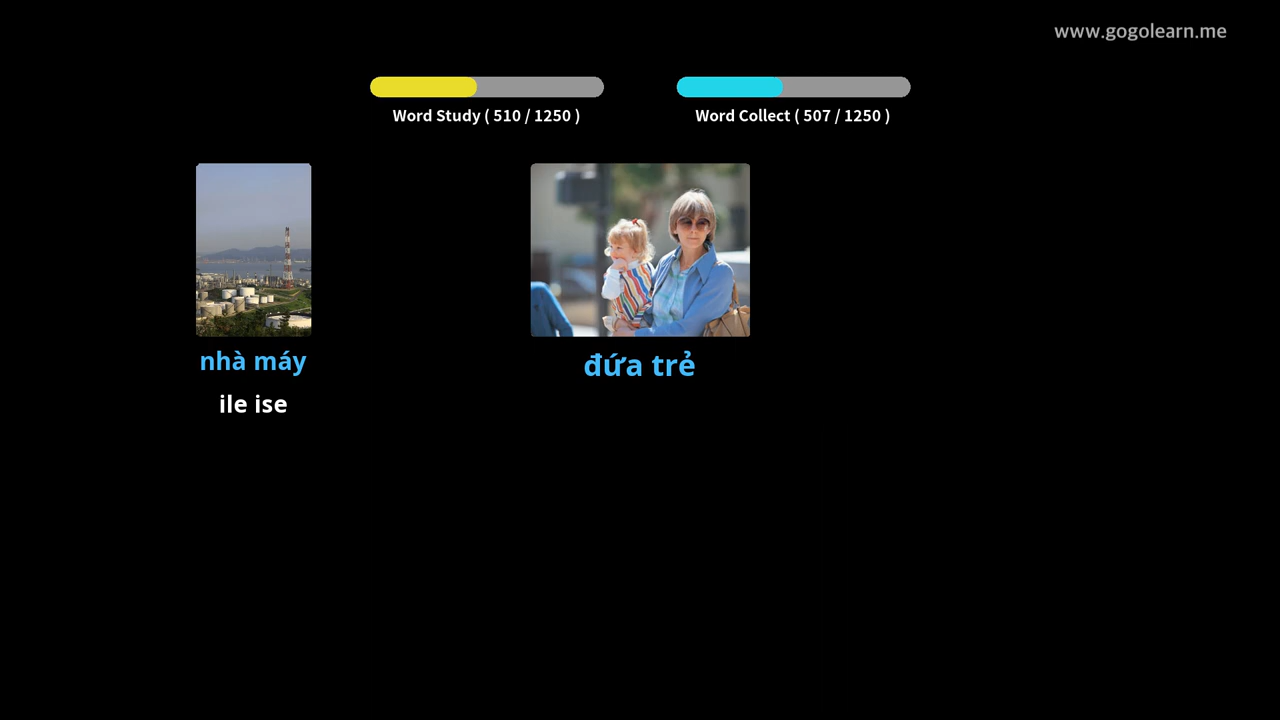 www.gogolearn.me
Word Study ( 510 / 1250 )
Word Collect ( 507 / 1250 )
nhà máy
ile ise
đứa trẻ